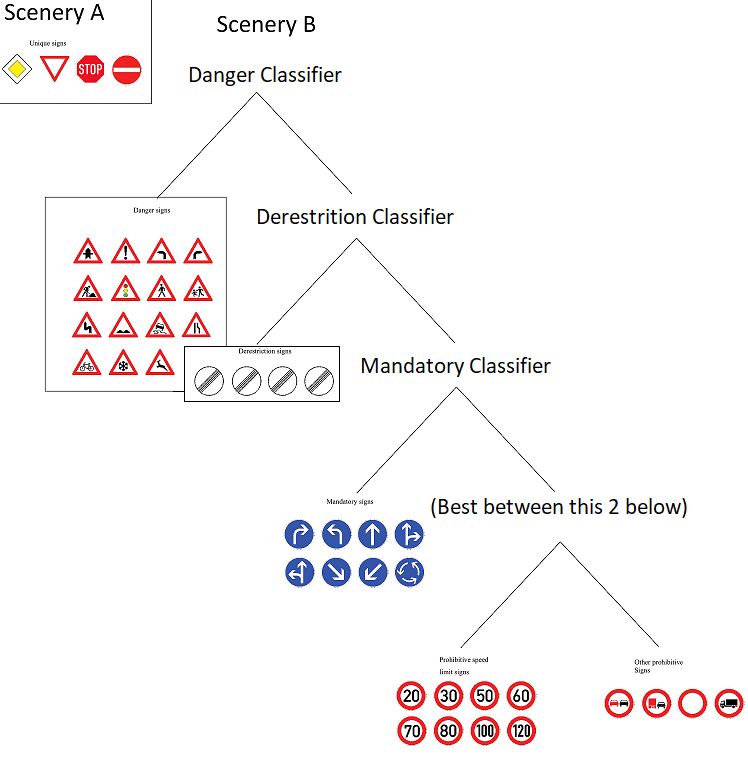 Scenery A
Unique signs
STOP
Scenery B
Danger Classifier
Danger signs
Derestrition Classifier
Derestriction signs
Mandatory Classifier
Mandatory signs
(Best between this 2 below)
Prohibitive speed
limit signs
20 30 50 60
70 80 100 120
Other prohibitive
Signs